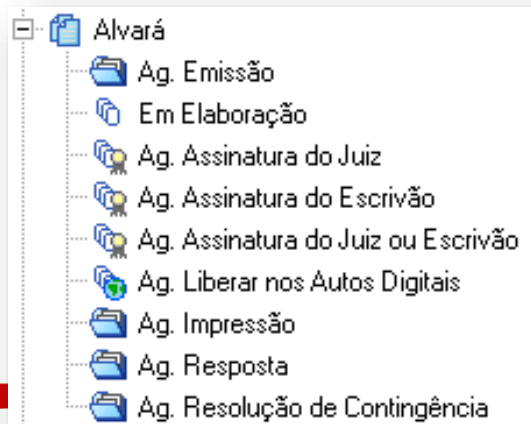 Alvará
Ag. Emissão
Em Elaboração
Ag. Assinatura do Juiz
Ag. Assinatura do Escrivão
Ag. Assinatura do Juiz ou Escrivão
Ag. Liberar nos Autos Digitais
Ag. Impressão
Ag. Resposta
Ag. Resolução de Contingência